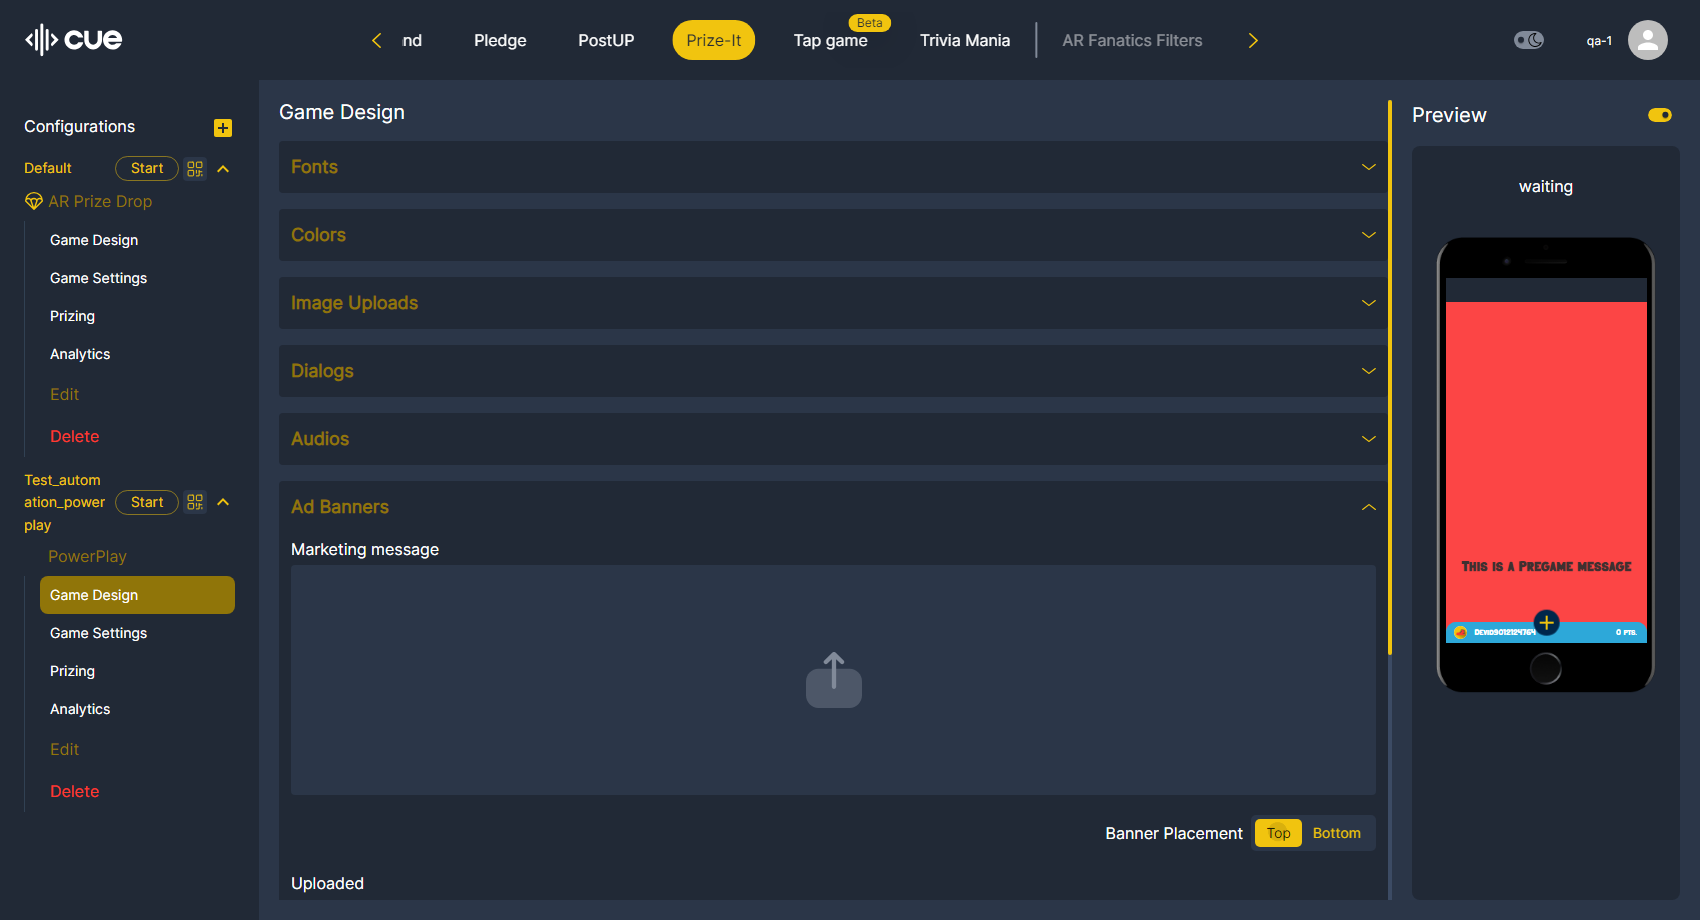 cue
nd
Pledge
PostUP
Prize-It
Beta
Tap game
Trivia Mania
AR Fanatics Filters
qa-1
Configurations
Default
Start
AR Prize Drop
Game Design
Game Settings
Prizing
Analytics
Edit
Delete
Test_autom
ation_power
play
Start
PowerPlay
Game Design
Game Settings
Prizing
Analytics
Edit
Delete
Game Design
Fonts
Colors
Image Uploads
Dialogs
Audios
Ad Banners
Marketing message
Banner Placement
Top
Bottom
Uploaded
Preview
waiting
This is a Pregame message
0 pts.